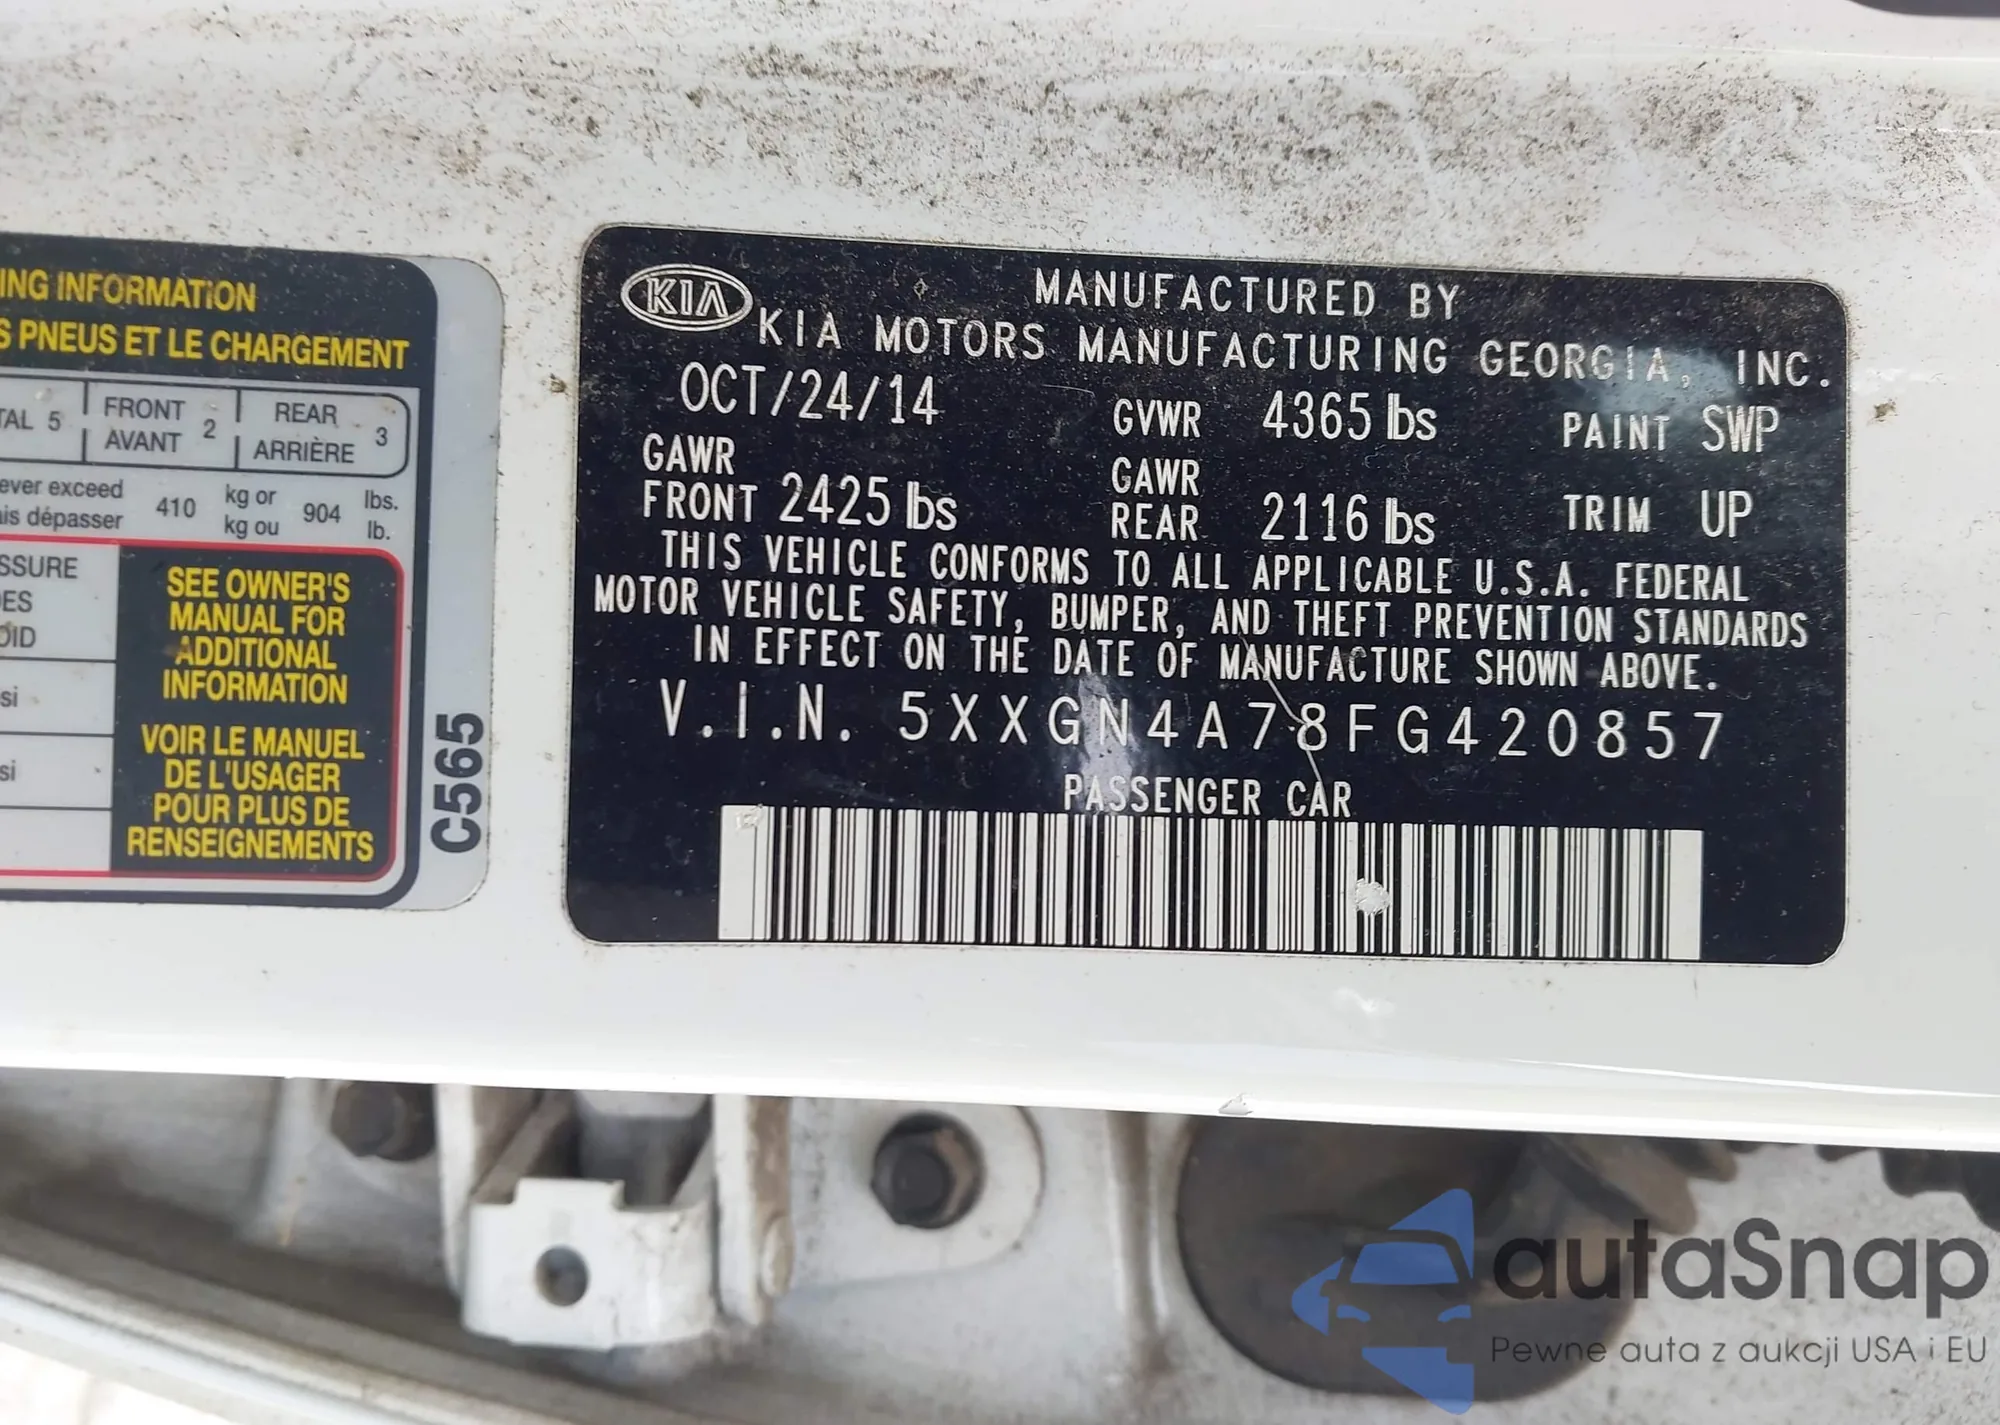 ING INFORMATION
S PNEUS ET LE CHARGEMENT
TAL 5 FRONT AVANT 2 REAR ARRIÈRE 3
ever exceed 410 kg or 904 lbs.
ais dépasser kg ou lb.
SSURE
DES
OID
si
si
SEE OWNER'S
MANUAL FOR
ADDITIONAL
INFORMATION
VOIR LE MANUEL
DE L'USAGER
POUR PLUS DE
RENSEIGNEMENTS
C565
KIA
MANUFACTURED BY
KIA MOTORS MANUFACTURING GEORGIA, INC.
OCT/24/14 GVWR 4365 lbs PAINT SWP
GAWR FRONT 2425 lbs GAWR REAR 2116 lbs TRIM UP
THIS VEHICLE CONFORMS TO ALL APPLICABLE U.S.A. FEDERAL
MOTOR VEHICLE SAFETY, BUMPER, AND THEFT PREVENTION STANDARDS
IN EFFECT ON THE DATE OF MANUFACTURE SHOWN ABOVE.
V.I.N. 5XXGN4A78FG420857
PASSENGER CAR
autaSnap
Pewne auta z aukcji USA i EU